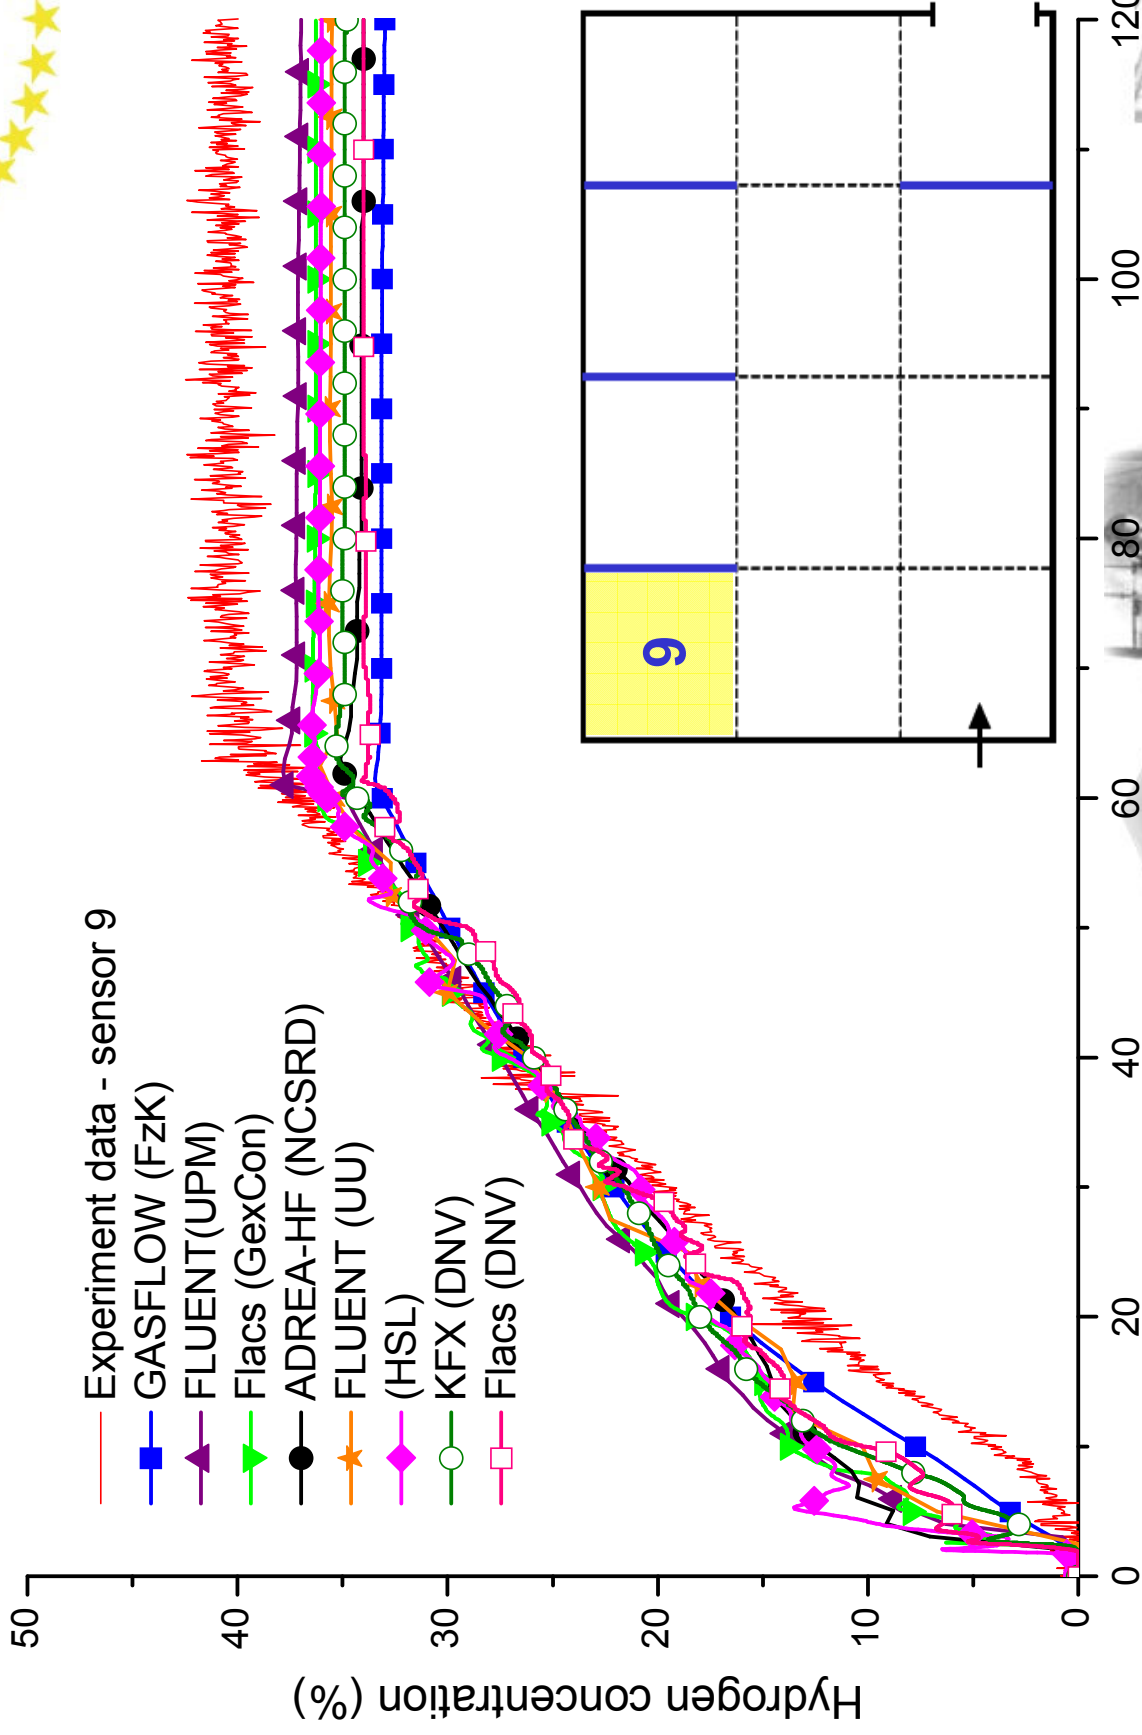 Experiment data - sensor 9
GASFLOW (FzK)
FLUENT(UPM)
Flacs (GexCon)
ADREA-HF (NCSRD)
FLUENT (UU)
(HSL)
KFX (DNV)
Flacs (DNV)
Hydrogen concentration (%)
50
40
30
20
10
0
0
20
40
60
80
100
120
9